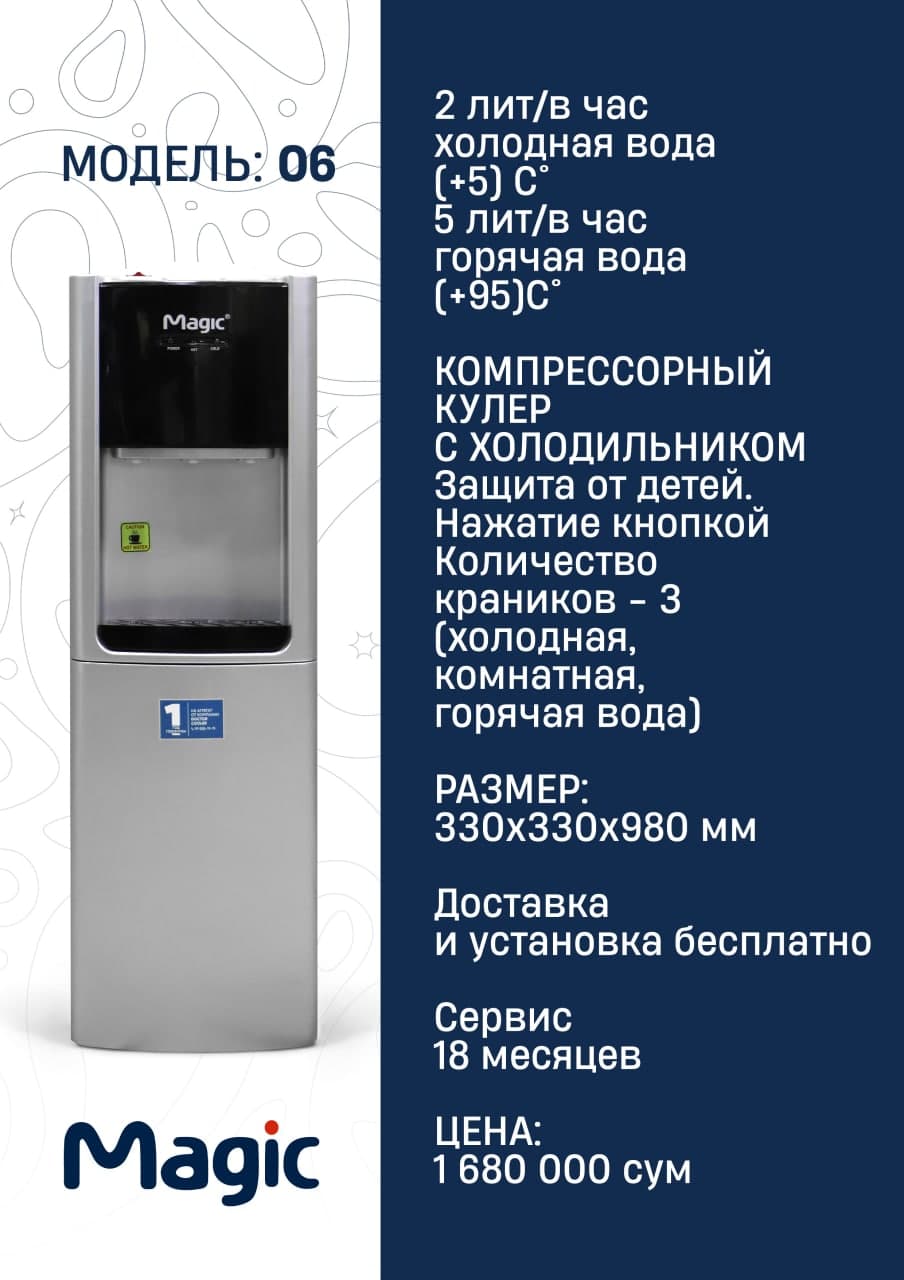 МОДЕЛЬ: 06
Magic®
POWER HOT COLD
CAUTION
HOT WATER
1
Magic
2 лит/в час
холодная вода
(+5) C°
5 лит/в час
горячая вода
(+95)C°
КОМПРЕССОРНЫЙ
КУЛЕР
С ХОЛОДИЛЬНИКОМ
Защита от детей.
Нажатие кнопкой
Количество
краников - 3
(холодная,
комнатная,
горячая вода)
РАЗМЕР:
330x330x980 мм
Доставка
и установка бесплатно
Сервис
18 месяцев
ЦЕНА:
1 680 000 сум